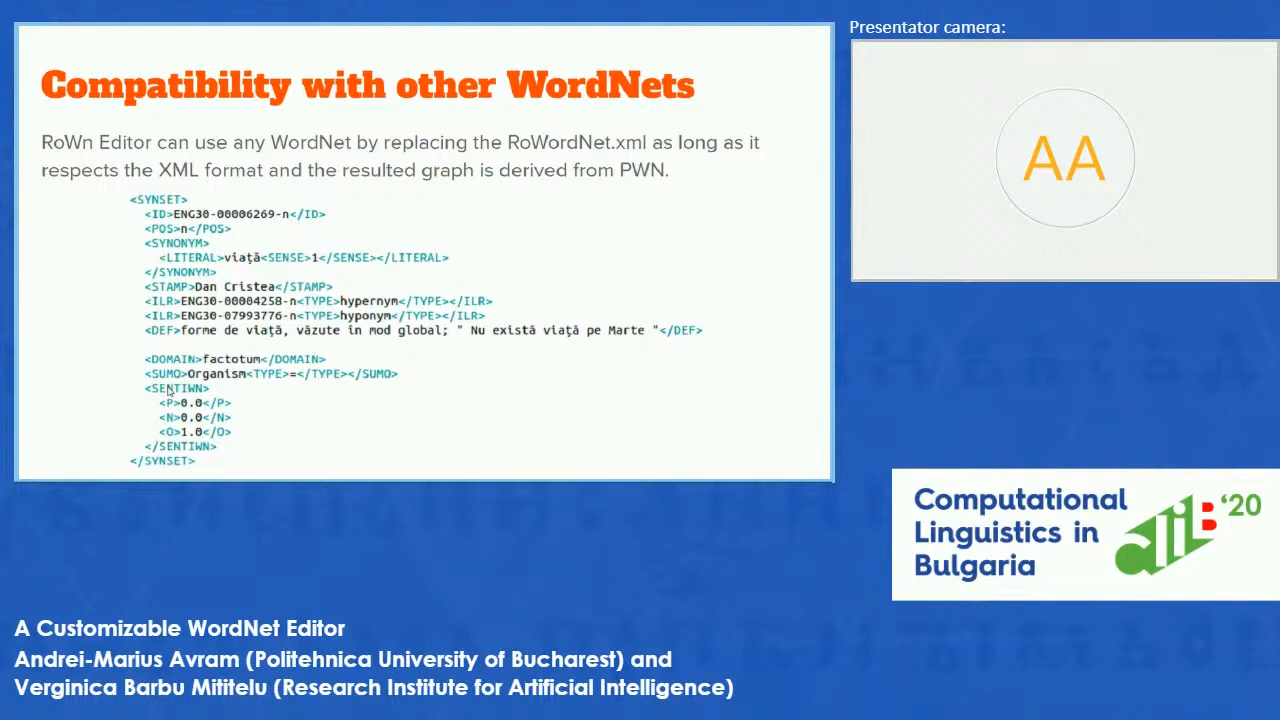 Compatibility with other WordNets
RoWn Editor can use any WordNet by replacing the RoWordNet.xml as long as it
respects the XML format and the resulted graph is derived from PWN.
<SYNSET>
<ID>ENG30-00006269-n</ID>
<POS>n</POS>
<SYNONYM>
<LITERAL>viață<SENSE>1</SENSE></LITERAL>
</SYNONYM>
<STAMP>Dan Cristea</STAMP>
<ILR>ENG30-00004258-n<TYPE>hypernym</TYPE></ILR>
<ILR>ENG30-07993776-n<TYPE>hyponym</TYPE></ILR>
<DEF>forme de viață, văzute in mod global; " Nu există viață pe Marte "</DEF>
<DOMAIN>factotum</DOMAIN>
<SUMO>Organism<TYPE>=</TYPE></SUMO>
<SENTIWN>
<P>0.0</P>
<N>0.0</N>
<O>1.0</O>
</SENTIWN>
</SYNSET>
Presentator camera:
AA
Computational
Linguistics in
Bulgaria
clib '20
A Customizable WordNet Editor
Andrei-Marius Avram (Politehnica University of Bucharest) and
Verginica Barbu Mititelu (Research Institute for Artificial Intelligence)